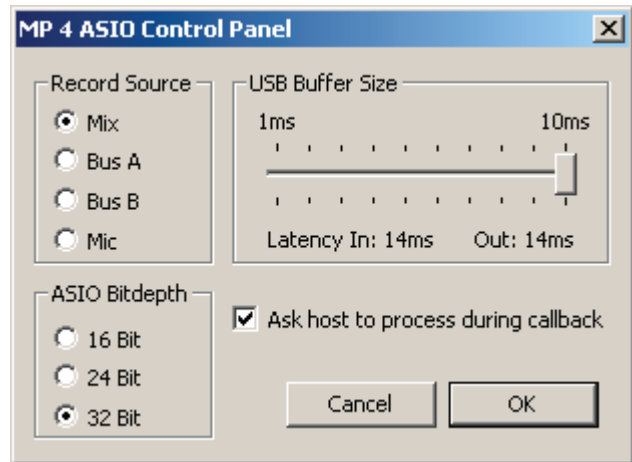 MP 4 ASIO Control Panel
Record Source
Mix
Bus A
Bus B
Mic
USB Buffer Size
1ms 10ms
Latency In: 14ms Out: 14ms
ASIO Bitdepth
16 Bit
24 Bit
32 Bit
Ask host to process during callback
Cancel OK